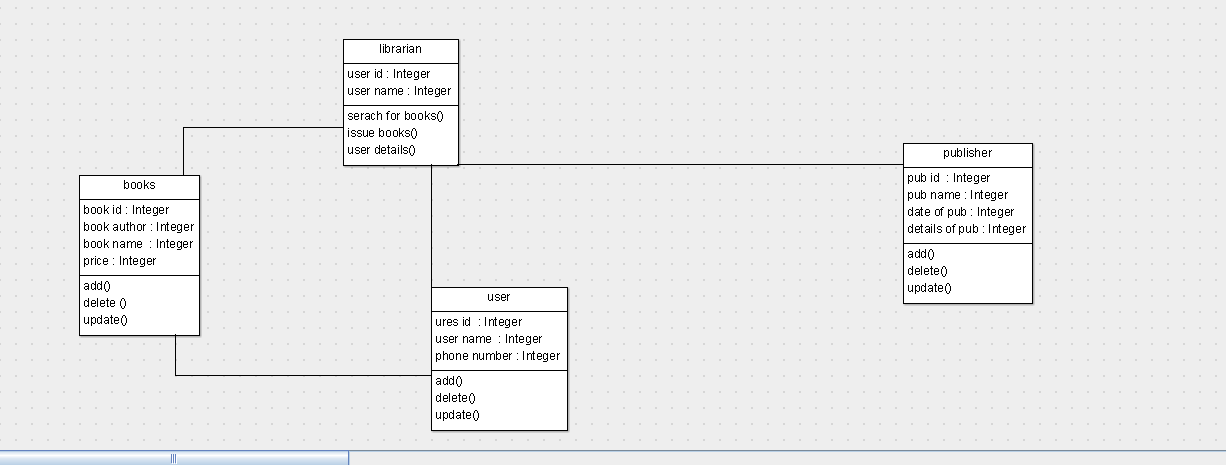 librarian
user id : Integer
user name : Integer
serach for books()
issue books()
user details()
books
book id : Integer
book author : Integer
book name : Integer
price : Integer
add()
delete ()
update()
user
ures id : Integer
user name : Integer
phone number : Integer
add()
delete()
update()
publisher
pub id : Integer
pub name : Integer
date of pub : Integer
details of pub : Integer
add()
delete()
update()